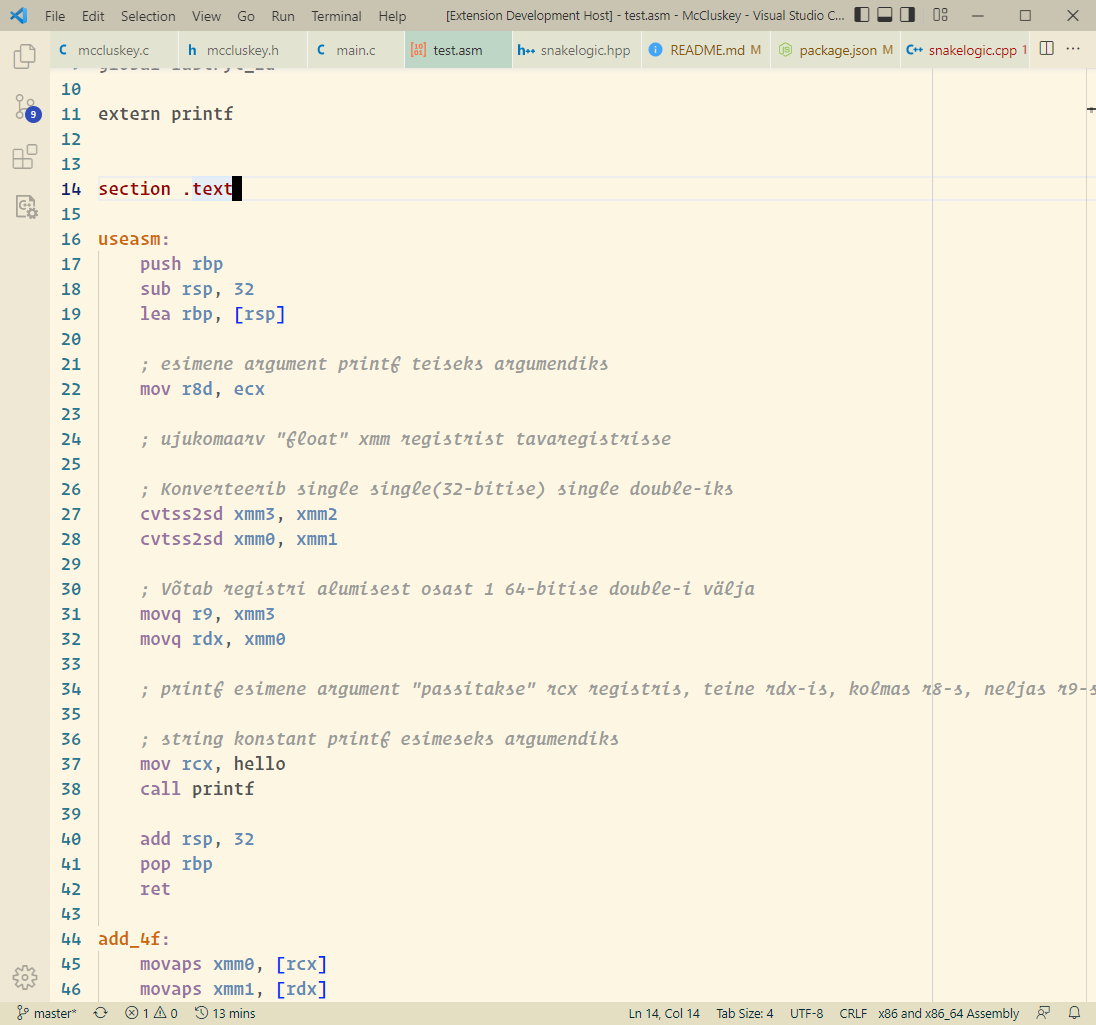 File Edit Selection View Go Run Terminal Help [Extension Development Host] - test.asm - McCluskey - Visual Studio C...
mccluskey.c mccluskey.h main.c test.asm snakelogic.hpp README.md M package.json M snakelogic.cpp 1
10
11 extern printf
12
13
14 section .text
15
16 useasm:
17 push rbp
18 sub rsp, 32
19 lea rbp, [rsp]
20
21 ; esimene argument printf teiseks argumendiks
22 mov r8d, ecx
23
24 ; ujukomaarv "float" xmm registrist tavaregistrisse
25
26 ; Konverteerib single single(32-bitise) single double-iks
27 cvtss2sd xmm3, xmm2
28 cvtss2sd xmm0, xmm1
29
30 ; Võtab registri alumisest osast 1 64-bitise double-i välja
31 movq r9, xmm3
32 movq rdx, xmm0
33
34 ; printf esimene argument "passitakse" rcx registris, teine rdx-is, kolmas r8-s, neljas r9-s
35
36 ; string konstant printf esimeseks argumendiks
37 mov rcx, hello
38 call printf
39
40 add rsp, 32
41 pop rbp
42 ret
43
44 add_4f:
45 movaps xmm0, [rcx]
46 movaps xmm1, [rdx]
9
master* 1 0 13 mins Ln 14, Col 14 Tab Size: 4 UTF-8 CRLF x86 and x86_64 Assembly